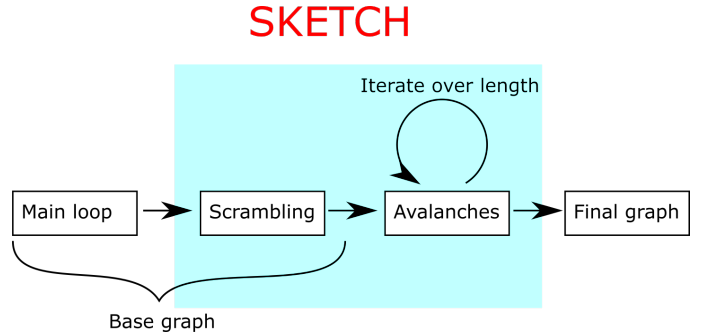 SKETCH
Iterate over length
Main loop
Scrambling
Avalanches
Final graph
Base graph